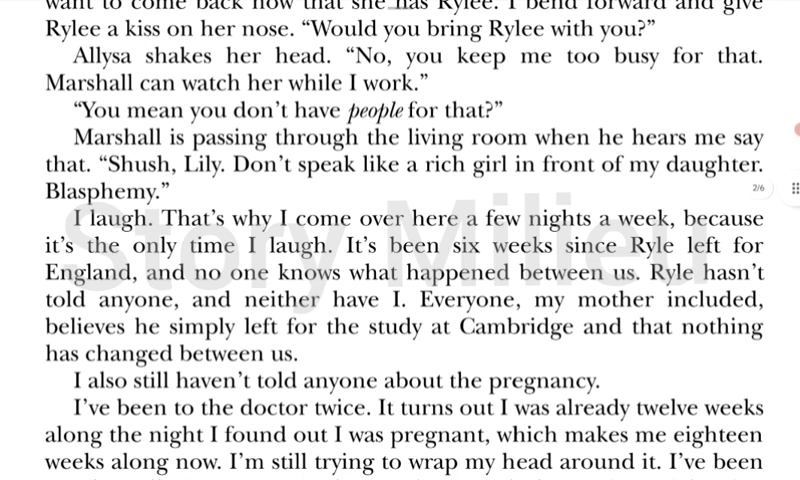 want to come back now that she has Rylee. I bend forward and give
Rylee a kiss on her nose. “Would you bring Rylee with you?”
Allysa shakes her head. “No, you keep me too busy for that.
Marshall can watch her while I work.”
“You mean you don’t have people for that?”
Marshall is passing through the living room when he hears me say
that. “Shush, Lily. Don’t speak like a rich girl in front of my daughter.
Blasphemy.”
2/6
I laugh. That’s why I come over here a few nights a week, because
it’s the only time I laugh. It’s been six weeks since Ryle left for
England, and no one knows what happened between us. Ryle hasn’t
told anyone, and neither have I. Everyone, my mother included,
believes he simply left for the study at Cambridge and that nothing
has changed between us.
I also still haven’t told anyone about the pregnancy.
I’ve been to the doctor twice. It turns out I was already twelve weeks
along the night I found out I was pregnant, which makes me eighteen
weeks along now. I’m still trying to wrap my head around it. I’ve been
Story Milieu